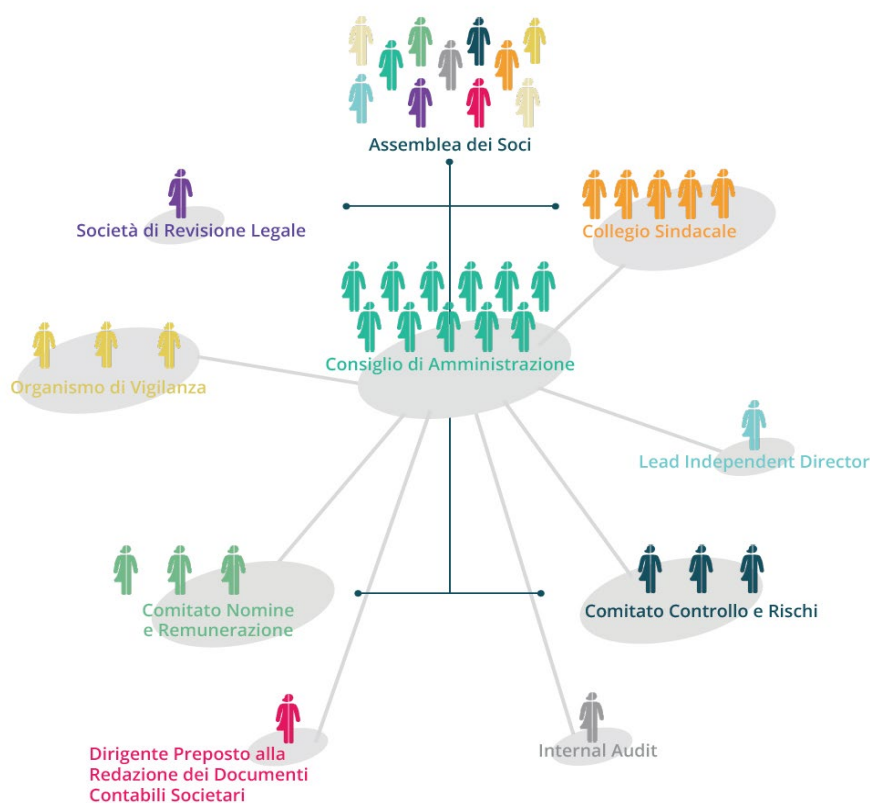 Assemblea dei Soci
Società di Revisione Legale
Collegio Sindacale
Consiglio di Amministrazione
Organismo di Vigilanza
Lead Independent Director
Comitato Nomine
e Remunerazione
Comitato Controllo e Rischi
Dirigente Preposto alla
Redazione dei Documenti
Contabili Societari
Internal Audit